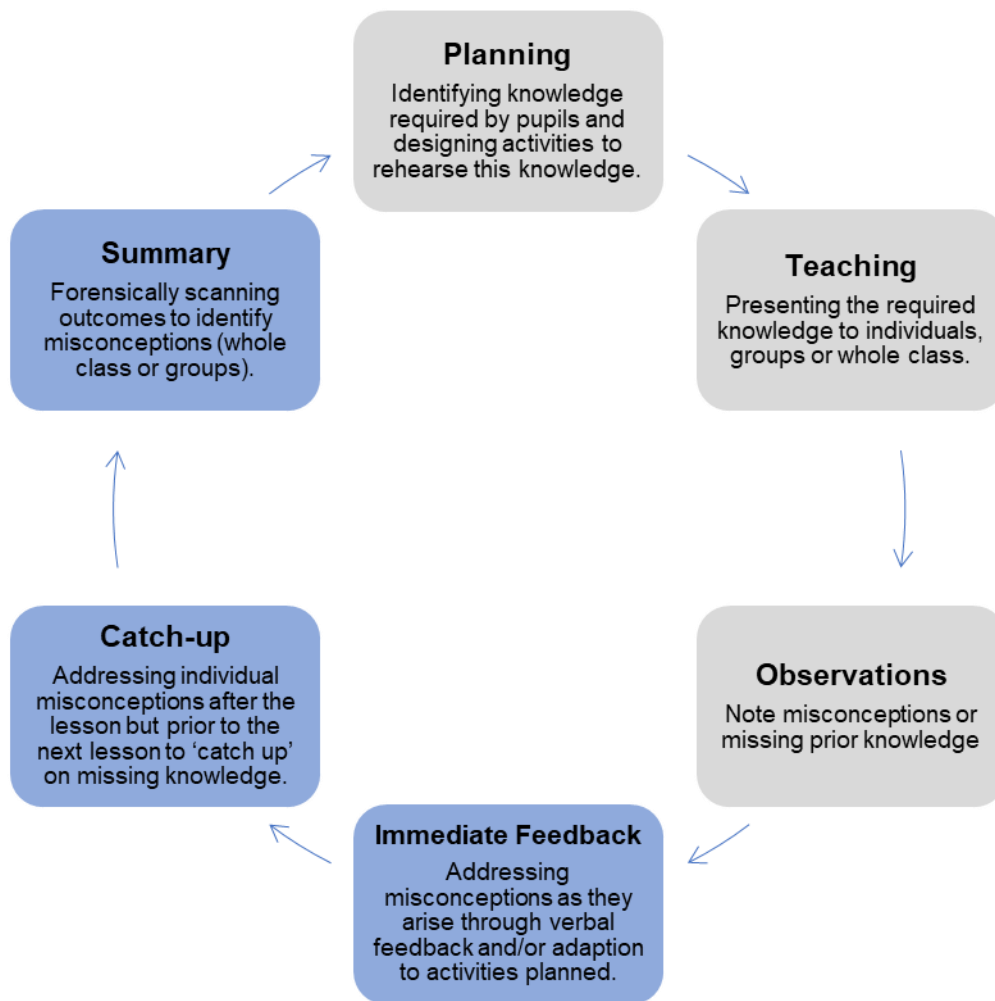 Planning
Identifying knowledge
required by pupils and
designing activities to
rehearse this knowledge.
Teaching
Presenting the required
knowledge to individuals,
groups or whole class.
Observations
Note misconceptions or
missing prior knowledge
Immediate Feedback
Addressing
misconceptions as they
arise through verbal
feedback and/or adaption
to activities planned.
Catch-up
Addressing individual
misconceptions after the
lesson but prior to the
next lesson to ‘catch up’
on missing knowledge.
Summary
Forensically scanning
outcomes to identify
misconceptions (whole
class or groups).